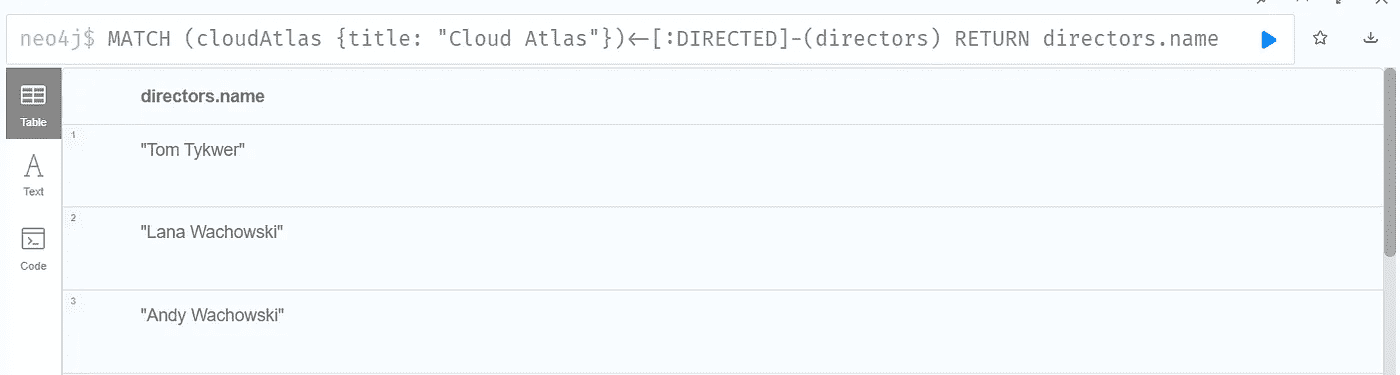 neo4j$ MATCH (cloudAtlas {title: "Cloud Atlas"})<-[:DIRECTED]-(directors) RETURN directors.name
Table
Text
Code
directors.name
1
"Tom Tykwer"
2
"Lana Wachowski"
3
"Andy Wachowski"